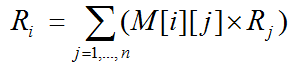 R_i = ∑_{j=1,..., n} (M[i][j]×R_j)